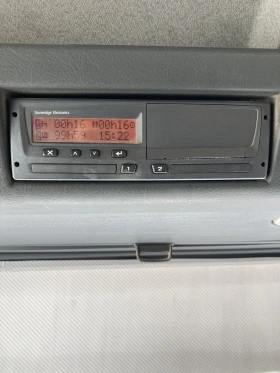 Stoneridge Electronics
00h16 00h16
99h59 15:22
1 2